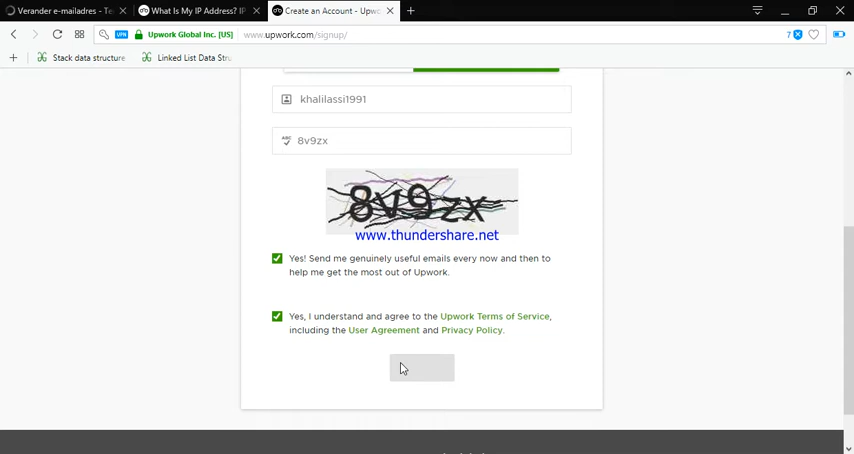 Verander e-mailadres - Te
What Is My IP Address? IP
Create an Account - Upwo
VPN
Upwork Global Inc. [US]
www.upwork.com/signup/
7
Stack data structure
Linked List Data Stru
khalilassi1991
ABC
8v9zx
8v9zx
www.thundershare.net
Yes! Send me genuinely useful emails every now and then to
help me get the most out of Upwork.
Yes, I understand and agree to the Upwork Terms of Service,
including the User Agreement and Privacy Policy.